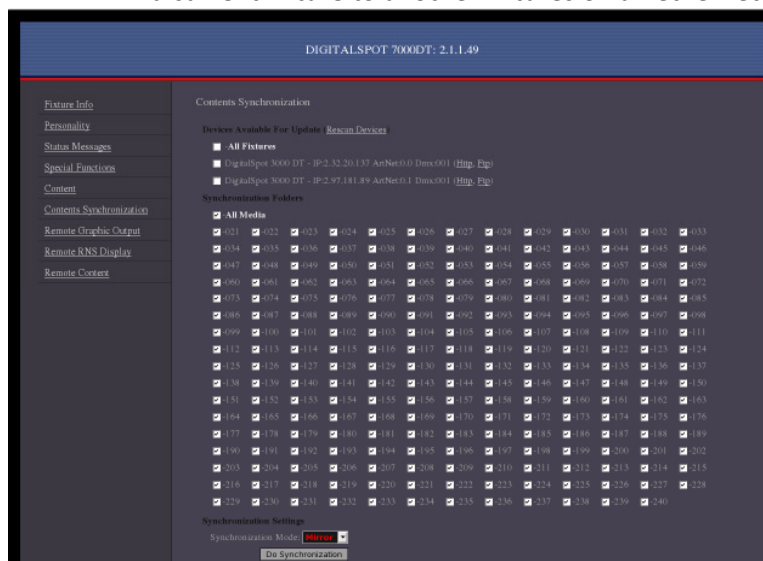 DIGITALSPOT 7000DT: 2.1.1.49
Fixture Info
Personality
Status Messages
Special Functions
Content
Contents Synchronization
Remote Graphic Output
Remote RNS Display
Remote Content
Contents Synchronization
Devices Available For Update (Rescan Devices)
-All Fixtures
DigitalSpot 3000 DT - IP:2.32.20.137 ArtNet:0.0 Dmx:001 (Http, Ftp)
DigitalSpot 3000 DT - IP:2.97.181.89 ArtNet:0.1 Dmx:001 (Http, Ftp)
Synchronization Folders
-All Media
-021 -022 -023 -024 -025 -026 -027 -028 -029 -030 -031 -032 -033
-034 -035 -036 -037 -038 -039 -040 -041 -042 -043 -044 -045 -046
-047 -048 -049 -050 -051 -052 -053 -054 -055 -056 -057 -058 -059
-060 -061 -062 -063 -064 -065 -066 -067 -068 -069 -070 -071 -072
-073 -074 -075 -076 -077 -078 -079 -080 -081 -082 -083 -084 -085
-086 -087 -088 -089 -090 -091 -092 -093 -094 -095 -096 -097 -098
-099 -100 -101 -102 -103 -104 -105 -106 -107 -108 -109 -110 -111
-112 -113 -114 -115 -116 -117 -118 -119 -120 -121 -122 -123 -124
-125 -126 -127 -128 -129 -130 -131 -132 -133 -134 -135 -136 -137
-138 -139 -140 -141 -142 -143 -144 -145 -146 -147 -148 -149 -150
-151 -152 -153 -154 -155 -156 -157 -158 -159 -160 -161 -162 -163
-164 -165 -166 -167 -168 -169 -170 -171 -172 -173 -174 -175 -176
-177 -178 -179 -180 -181 -182 -183 -184 -185 -186 -187 -188 -189
-190 -191 -192 -193 -194 -195 -196 -197 -198 -199 -200 -201 -202
-203 -204 -205 -206 -207 -208 -209 -210 -211 -212 -213 -214 -215
-216 -217 -218 -219 -220 -221 -222 -223 -224 -225 -226 -227 -228
-229 -230 -231 -232 -233 -234 -235 -236 -237 -238 -239 -240
Synchronization Settings
Synchronization Mode: Mirror
Do Synchronization